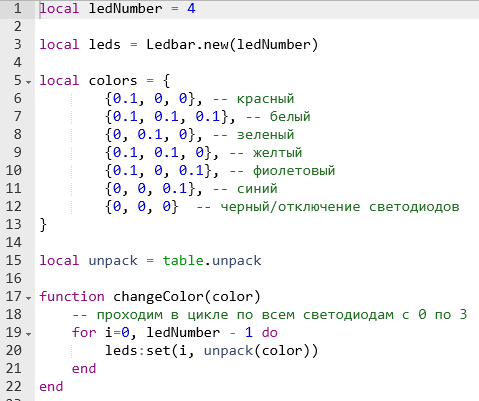 1 local ledNumber = 4
2
3 local leds = Ledbar.new(ledNumber)
4
5 local colors = {
6 {0.1, 0, 0}, -- красный
7 {0.1, 0.1, 0.1}, -- белый
8 {0, 0.1, 0}, -- зеленый
9 {0.1, 0.1, 0}, -- желтый
10 {0.1, 0, 0.1}, -- фиолетовый
11 {0, 0, 0.1}, -- синий
12 {0, 0, 0} -- черный/отключение светодиодов
13 }
14
15 local unpack = table.unpack
16
17 function changeColor(color)
18 -- проходим в цикле по всем светодиодам с 0 по 3
19 for i=0, ledNumber - 1 do
20 leds:set(i, unpack(color))
21 end
22 end